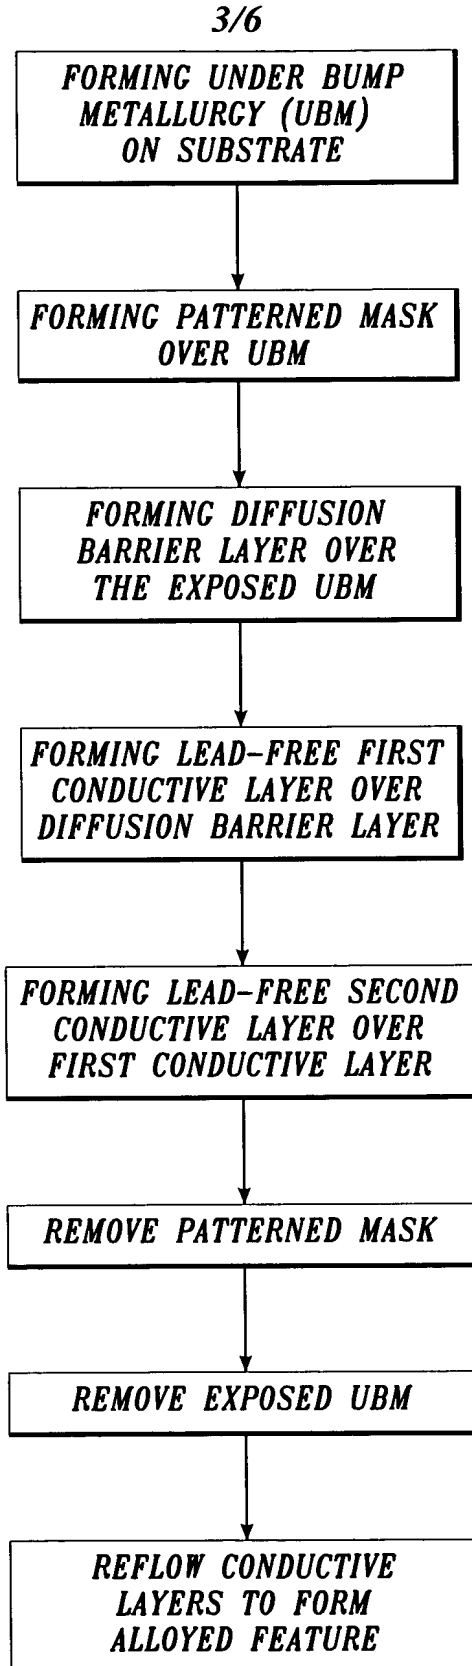 3/6
FORMING UNDER BUMP
METALLURGY (UBM)
ON SUBSTRATE
FORMING PATTERNED MASK
OVER UBM
FORMING DIFFUSION
BARRIER LAYER OVER
THE EXPOSED UBM
FORMING LEAD-FREE FIRST
CONDUCTIVE LAYER OVER
DIFFUSION BARRIER LAYER
FORMING LEAD-FREE SECOND
CONDUCTIVE LAYER OVER
FIRST CONDUCTIVE LAYER
REMOVE PATTERNED MASK
REMOVE EXPOSED UBM
REFLOW CONDUCTIVE
LAYERS TO FORM
ALLOYED FEATURE